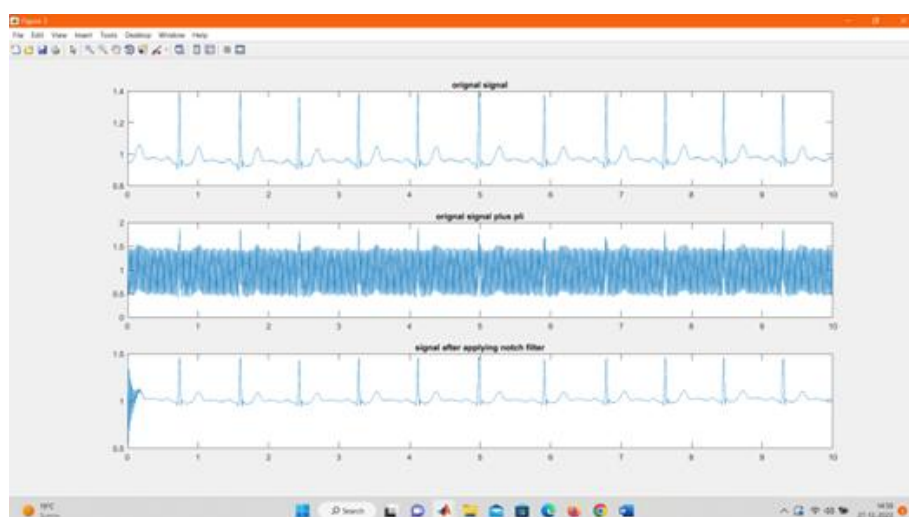 Figure 3
File Edit View Insert Tools Desktop Window Help
orignal signal
1.4
1.2
1
0.8
0 1 2 3 4 5 6 7 8 9 10
orignal signal plus pli
2
1.5
1
0.5
0
0 1 2 3 4 5 6 7 8 9 10
signal after applying notch filter
1.5
1
0.5
0 1 2 3 4 5 6 7 8 9 10
19°C
Search